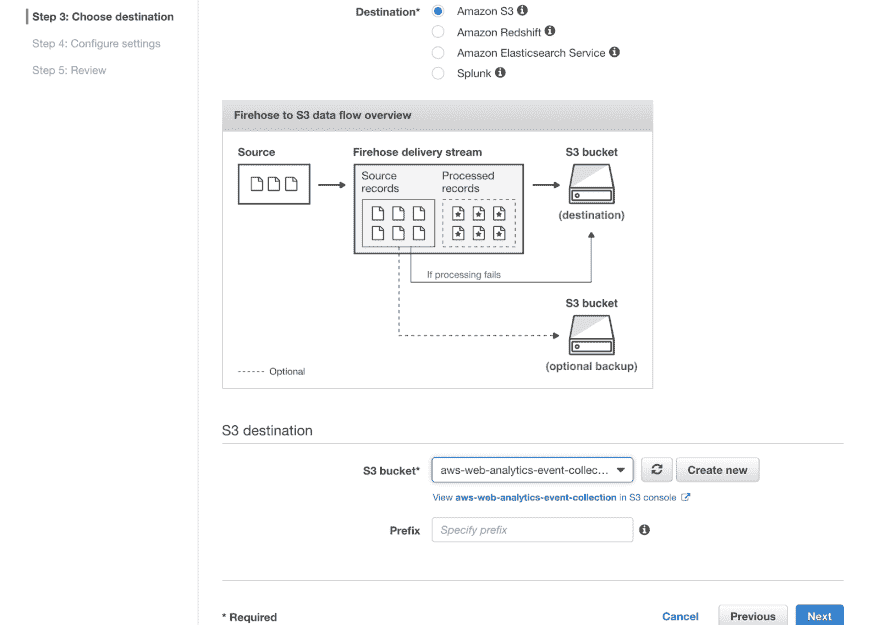 Step 3: Choose destination
Step 4: Configure settings
Step 5: Review
Destination*
Amazon S3
Amazon Redshift
Amazon Elasticsearch Service
Splunk
Firehose to S3 data flow overview
Source
Firehose delivery stream
S3 bucket
Source records
Processed records
(destination)
If processing fails
S3 bucket
(optional backup)
Optional
S3 destination
S3 bucket*
aws-web-analytics-event-collec...
Create new
View aws-web-analytics-event-collection in S3 console
Prefix
Specify prefix
* Required
Cancel
Previous
Next